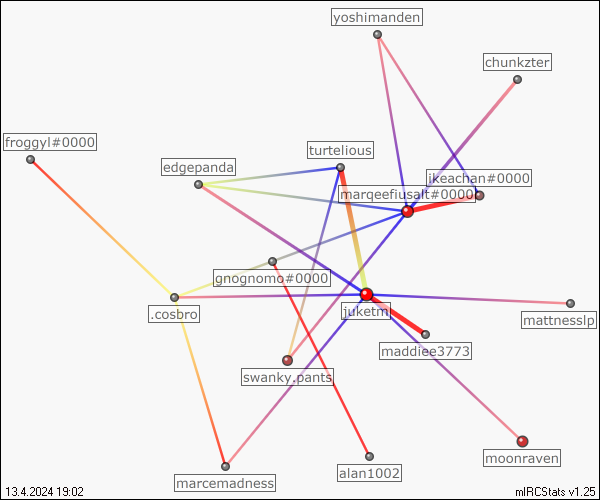 yoshimanden
chunkzter
froggyl#0000
turtelious
edgepanda
ikeachan#0000
marqeefiusalt#0000
gnognomo#0000
.cosbro
juketm
mattnesslp
maddiee3773
swanky.pants
moonraven
alan1002
marcemadness
13.4.2024 19:02
mIRCStats v1.25